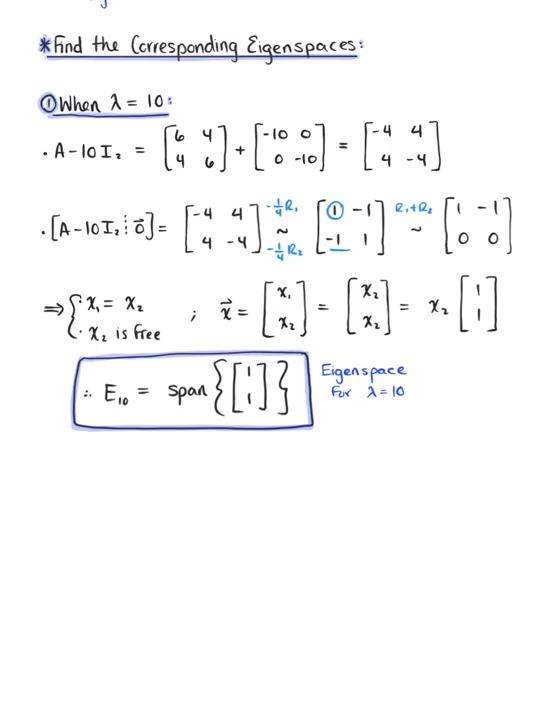 *Find the Corresponding Eigenspaces:
① When λ = 10:
• A-10I₂ = [6 4; 4 6] + [-10 0; 0 -10] = [-4 4; 4 -4]
• [A-10I₂ ⋮ 0⃗] = [-4 4; 4 -4] -¼R₁ ~ -¼R₂ [1 -1; -1 1] R₁+R₂ ~ [1 -1; 0 0]
⟹ { • x₁ = x₂ • x₂ is free ; x⃗ = [x₁; x₂] = [x₂; x₂] = x₂ [1; 1]
∴ E₁₀ = span{[1; 1]} Eigenspace For λ=10